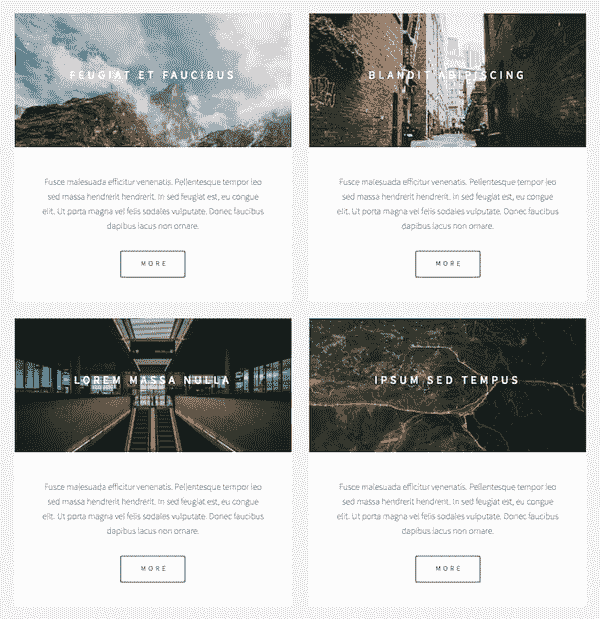 FEUGIAT ET FAUCIBUS
Fusce malesuada efficitur venenatis. Pellentesque tempor leo
sed massa hendrerit hendrerit. In sed feugiat est, eu congue
elit. Ut porta magna vel felis sodales vulputate. Donec faucibus
dapibus lacus non ornare.
MORE
BLANDIT ADIPISCING
Fusce malesuada efficitur venenatis. Pellentesque tempor leo
sed massa hendrerit hendrerit. In sed feugiat est, eu congue
elit. Ut porta magna vel felis sodales vulputate. Donec faucibus
dapibus lacus non ornare.
MORE
LOREM MASSA NULLA
Fusce malesuada efficitur venenatis. Pellentesque tempor leo
sed massa hendrerit hendrerit. In sed feugiat est, eu congue
elit. Ut porta magna vel felis sodales vulputate. Donec faucibus
dapibus lacus non ornare.
MORE
IPSUM SED TEMPUS
Fusce malesuada efficitur venenatis. Pellentesque tempor leo
sed massa hendrerit hendrerit. In sed feugiat est, eu congue
elit. Ut porta magna vel felis sodales vulputate. Donec faucibus
dapibus lacus non ornare.
MORE